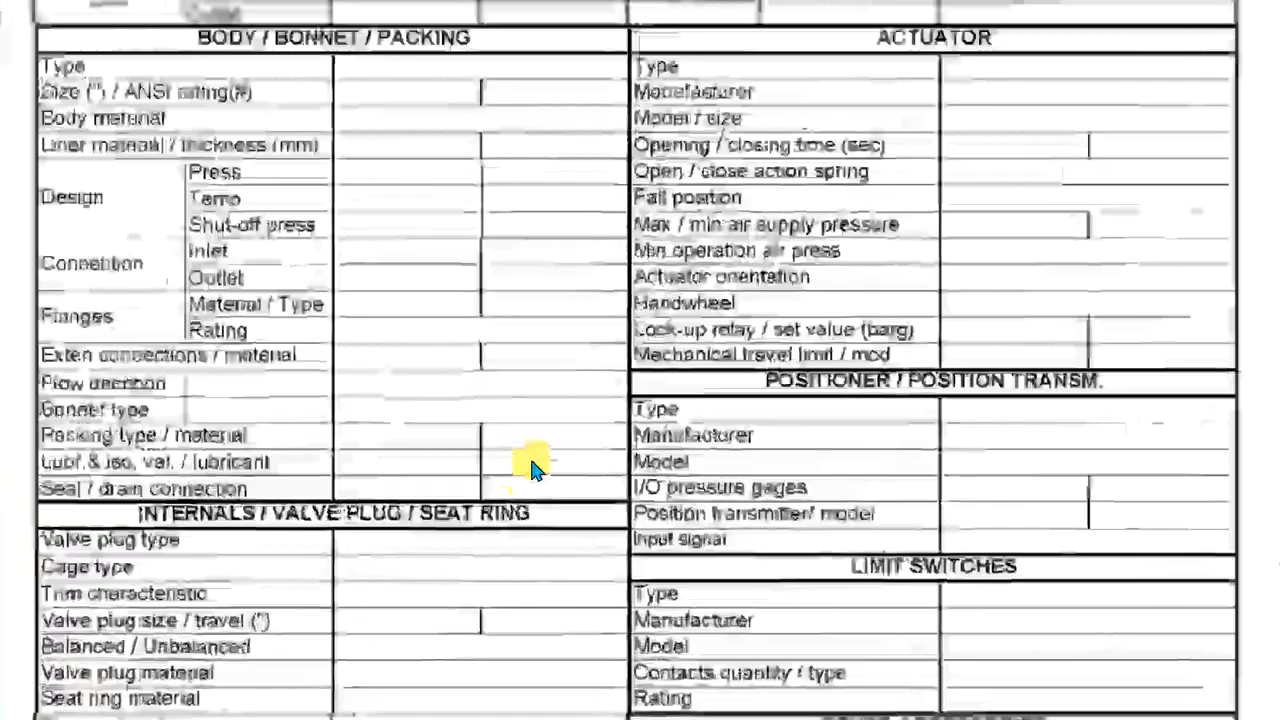 BODY / BONNET / PACKING
Type
Size (") / ANSI rating(#)
Body material
Liner material / thickness (mm)
Design
Press
Temp
Shut-off press
Connection
Inlet
Outlet
Flanges
Material / Type
Rating
Exten connections / material
Flow direction
Bonnet type
Packing type / material
Lubr.& iso. val. / lubricant
Seal / drain connection
INTERNALS / VALVE PLUG / SEAT RING
Valve plug type
Cage type
Trim characteristic
Valve plug size / travel (")
Balanced / Unbalanced
Valve plug material
Seat ring material
ACTUATOR
Type
Manufacturer
Model / size
Opening / closing time (sec)
Open / close action spring
Fail position
Max / min air supply pressure
Min operation air press
Actuator orientation
Handwheel
Lock-up relay / set value (barg)
Mechanical travel limit / mod
POSITIONER / POSITION TRANSM.
Type
Manufacturer
Model
I/O pressure gages
Position transmitter/ model
Input signal
LIMIT SWITCHES
Type
Manufacturer
Model
Contacts quantity / type
Rating